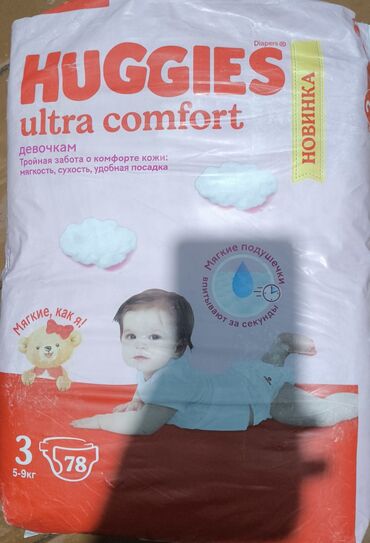 Diapers
HUGGIES
ultra comfort
НОВИНКА
девочкам
Тройная забота о комфорте кожи:
мягкость, сухость, удобная посадка
Мягкие подушечки
впитывают за секунды
Мягкие, как я!
3
5-9кг
78